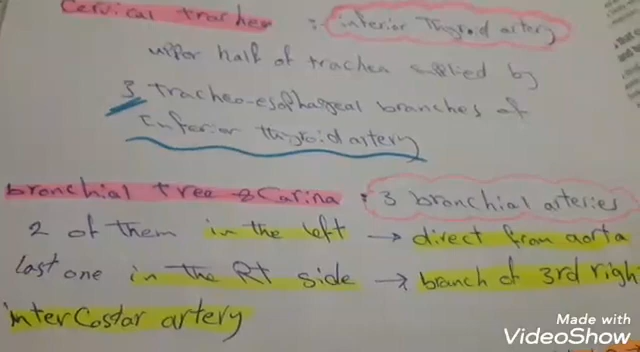 Cervical trachea : inferior thyroid artery
upper half of trachea supplied by
3 tracheo-esophageal branches of
Inferior thyroid artery
bronchial tree & Carina : 3 bronchial arteries
2 of them in the left → direct from aorta
last one in the Rt side → branch of 3rd right
interCostar artery
Made with
VideoShow